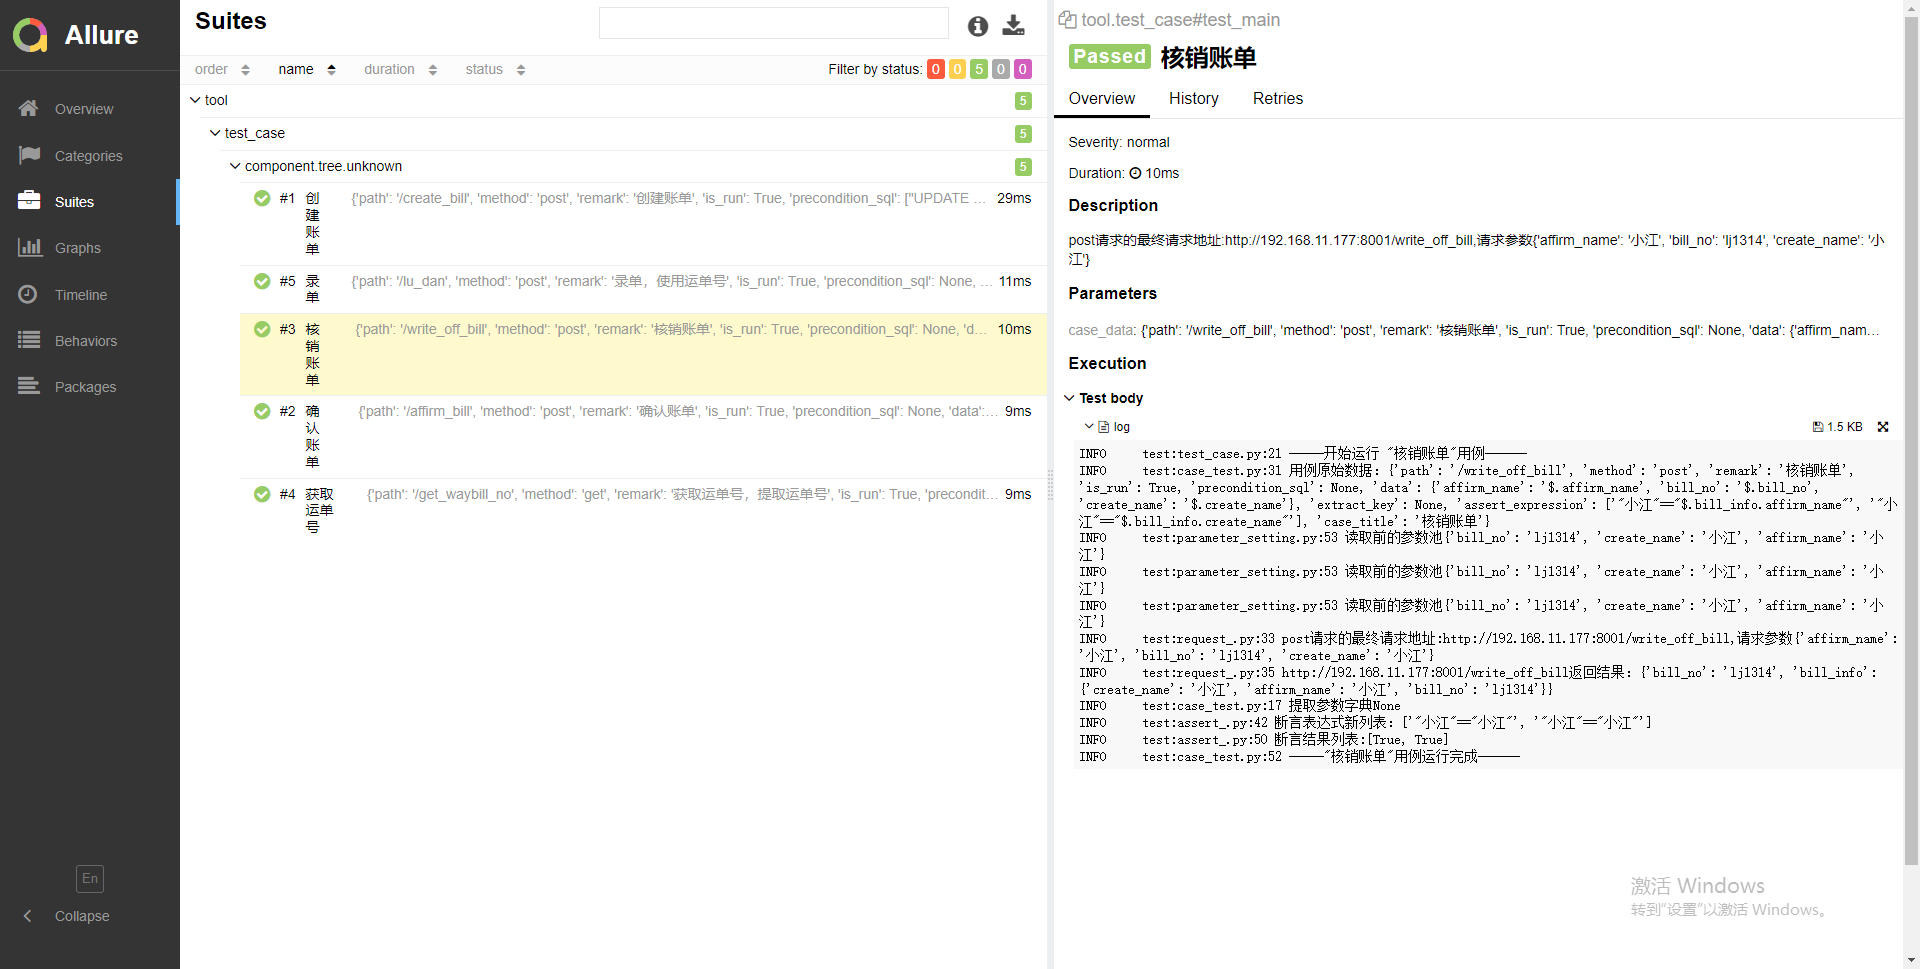 Allure
Overview
Categories
Suites
Graphs
Timeline
Behaviors
Packages
En
Collapse
Suites
order name duration status Filter by status: 0 0 5 0 0
tool 5
test_case 5
component.tree.unknown 5
#1 创建账单 {'path': '/create_bill', 'method': 'post', 'remark': '创建账单', 'is_run': True, 'precondition_sql': ["UPDATE ... 29ms
#5 录单 {'path': '/lu_dan', 'method': 'post', 'remark': '录单，使用运单号', 'is_run': True, 'precondition_sql': None, ... 11ms
#3 核销账单 {'path': '/write_off_bill', 'method': 'post', 'remark': '核销账单', 'is_run': True, 'precondition_sql': None, 'd... 10ms
#2 确认账单 {'path': '/affirm_bill', 'method': 'post', 'remark': '确认账单', 'is_run': True, 'precondition_sql': None, 'data':... 9ms
#4 获取运单号 {'path': '/get_waybill_no', 'method': 'get', 'remark': '获取运单号，提取运单号', 'is_run': True, 'precondit... 9ms
tool.test_case#test_main
Passed 核销账单
Overview History Retries
Severity: normal
Duration: 10ms
Description
post请求的最终请求地址:http://192.168.11.177:8001/write_off_bill,请求参数{'affirm_name': '小江', 'bill_no': 'lj1314', 'create_name': '小
江'}
Parameters
case_data: {'path': '/write_off_bill', 'method': 'post', 'remark': '核销账单', 'is_run': True, 'precondition_sql': None, 'data': {'affirm_nam...
Execution
Test body
log 1.5 KB
INFO test:test_case.py:21 —————开始运行 "核销账单"用例——————
INFO test:case_test.py:31 用例原始数据: {'path': '/write_off_bill', 'method': 'post', 'remark': '核销账单',
'is_run': True, 'precondition_sql': None, 'data': {'affirm_name': '$.affirm_name', 'bill_no': '$.bill_no',
'create_name': '$.create_name'}, 'extract_key': None, 'assert_expression': ['"小江"=="$.bill_info.affirm_name"', '"小
江"=="$.bill_info.create_name"'], 'case_title': '核销账单'}
INFO test:parameter_setting.py:53 读取前的参数池{'bill_no': 'lj1314', 'create_name': '小江', 'affirm_name': '小
江'}
INFO test:parameter_setting.py:53 读取前的参数池{'bill_no': 'lj1314', 'create_name': '小江', 'affirm_name': '小
江'}
INFO test:parameter_setting.py:53 读取前的参数池{'bill_no': 'lj1314', 'create_name': '小江', 'affirm_name': '小
江'}
INFO test:request_.py:33 post请求的最终请求地址:http://192.168.11.177:8001/write_off_bill,请求参数{'affirm_name':
'小江', 'bill_no': 'lj1314', 'create_name': '小江'}
INFO test:request_.py:35 http://192.168.11.177:8001/write_off_bill返回结果: {'bill_no': 'lj1314', 'bill_info':
{'create_name': '小江', 'affirm_name': '小江', 'bill_no': 'lj1314'}}
INFO test:case_test.py:17 提取参数字典None
INFO test:assert_.py:42 断言表达式新列表: ['"小江"=="小江"', '"小江"=="小江"']
INFO test:assert_.py:50 断言结果列表:[True, True]
INFO test:case_test.py:52 —————"核销账单"用例运行完成——————
激活 Windows
转到“设置”以激活 Windows。